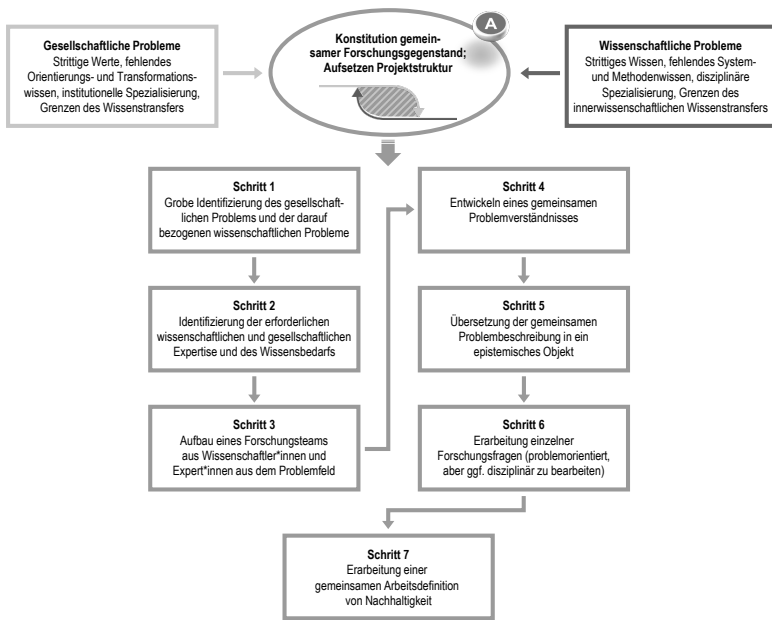 Gesellschaftliche Probleme
Strittige Werte, fehlendes
Orientierungs- und Transformations-
wissen, institutionelle Spezialisierung,
Grenzen des Wissenstransfers
A
Konstitution gemein-
samer Forschungsgegenstand;
Aufsetzen Projektstruktur
Wissenschaftliche Probleme
Strittiges Wissen, fehlendes System-
und Methodenwissen, disziplinäre
Spezialisierung, Grenzen des
innerwissenschaftlichen Wissenstransfers
Schritt 1
Grobe Identifizierung des gesellschaft-
lichen Problems und der darauf
bezogenen wissenschaftlichen Probleme
Schritt 2
Identifizierung der erforderlichen
wissenschaftlichen und gesellschaftlichen
Expertise und des Wissensbedarfs
Schritt 3
Aufbau eines Forschungsteams
aus Wissenschaftler*innen und
Expert*innen aus dem Problemfeld
Schritt 4
Entwickeln eines gemeinsamen
Problemverständnisses
Schritt 5
Übersetzung der gemeinsamen
Problembeschreibung in ein
epistemisches Objekt
Schritt 6
Erarbeitung einzelner
Forschungsfragen (problemorientiert,
aber ggf. disziplinär zu bearbeiten)
Schritt 7
Erarbeitung einer
gemeinsamen Arbeitsdefinition
von Nachhaltigkeit